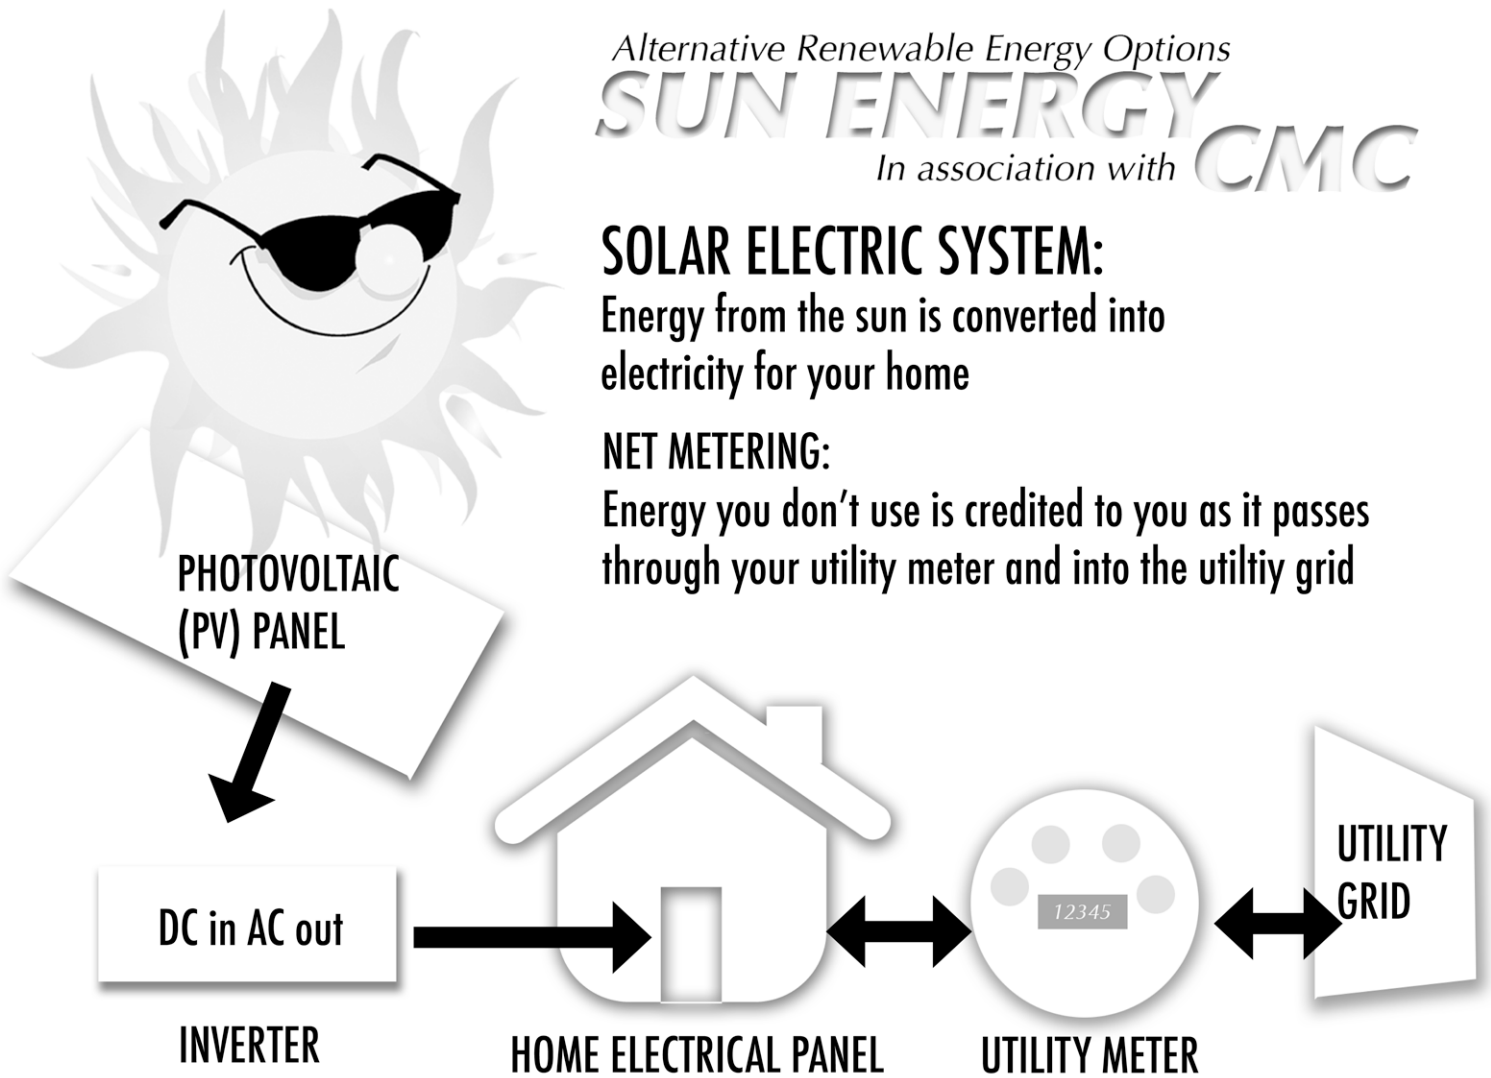 Alternative Renewable Energy Options
SUN ENERGY
In association with CMC
SOLAR ELECTRIC SYSTEM:
Energy from the sun is converted into
electricity for your home
NET METERING:
Energy you don't use is credited to you as it passes
through your utility meter and into the utiltiy grid
PHOTOVOLTAIC
(PV) PANEL
DC in AC out
INVERTER
HOME ELECTRICAL PANEL
12345
UTILITY METER
UTILITY
GRID